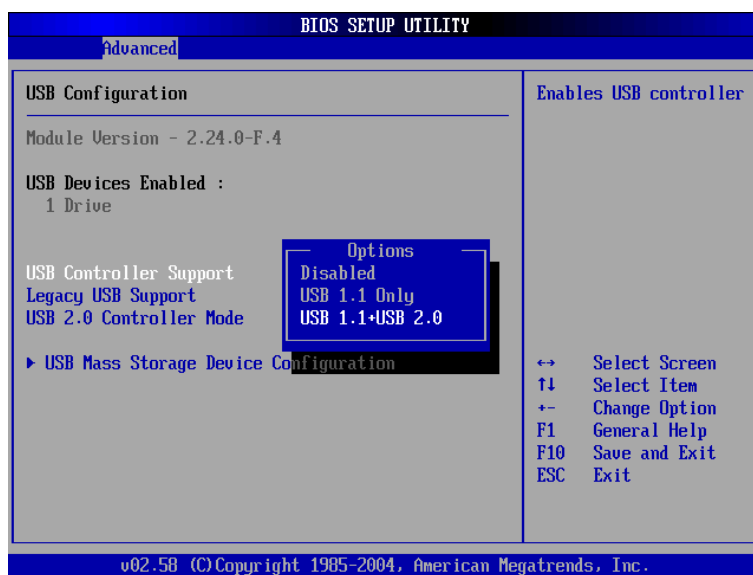 BIOS SETUP UTILITY
Advanced
USB Configuration
Module Version - 2.24.0-F.4
USB Devices Enabled :
1 Drive
USB Controller Support
Legacy USB Support
USB 2.0 Controller Mode
Options
Disabled
USB 1.1 Only
USB 1.1+USB 2.0
▶ USB Mass Storage Device Configuration
Enables USB controller
↔ Select Screen
↑↓ Select Item
+- Change Option
F1 General Help
F10 Save and Exit
ESC Exit
v02.58 (C)Copyright 1985-2004, American Megatrends, Inc.